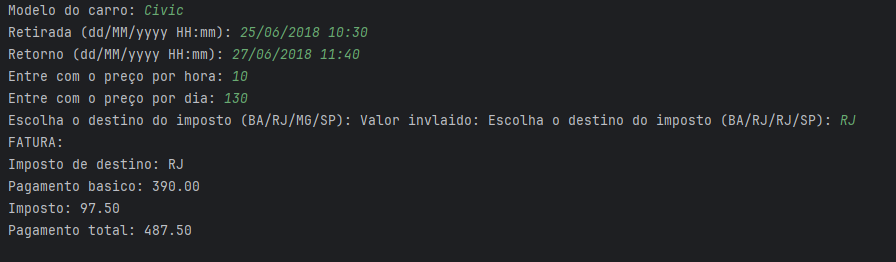 Modelo do carro: Civic
Retirada (dd/MM/yyyy HH:mm): 25/06/2018 10:30
Retorno (dd/MM/yyyy HH:mm): 27/06/2018 11:40
Entre com o preço por hora: 10
Entre com o preço por dia: 130
Escolha o destino do imposto (BA/RJ/MG/SP): Valor invlaido: Escolha o destino do imposto (BA/RJ/RJ/SP): RJ
FATURA:
Imposto de destino: RJ
Pagamento basico: 390.00
Imposto: 97.50
Pagamento total: 487.50